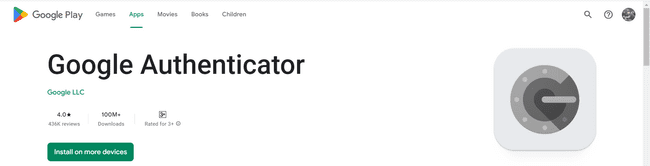 Google Play Games Apps Movies Books Children
Google Authenticator
Google LLC
4.0★ 100M+
436K reviews Downloads Rated for 3+
Install on more devices